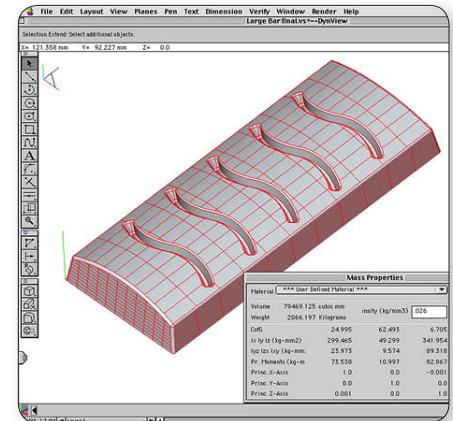 File Edit Layout View Planes Pen Text Dimension Verify Window Render Help
Large Bar final.vs*--DynView
Selection Extend: Select additional objects.
X= 121.358 mm Y= 92.227 mm Z= 0.0
Mass Properties
Material *** User Defined Material ***
Volume 79469.125 cubic mm
Weight 2066.197 Kilograms
nsity (kg/mm3) .026
CofG 24.995 62.493 6.705
Ix Iy Iz (kg-mm2) 299.465 49.299 341.954
Iyz Izx Ixy (kg-mm; 23.973 9.574 89.318
Pr. Moments (kg-m 73.538 10.997 82.867
Princ. X-Axis 1.0 0.0 -0.001
Princ. Y-Axis 0.0 1.0 0.0
Princ. Z-Axis 0.001 0.0 1.0